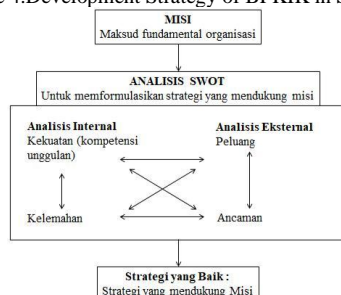 4.Development Strategy of BPKIK in
MISI
Maksud fundamental organisasi
ANALISIS SWOT
Untuk memformulasikan strategi yang mendukung misi
Analisis Internal
Kekuatan (kompetensi
unggulan)
Analisis Eksternal
Peluang
Kelemahan
Ancaman
Strategi yang Baik :
Strategi yang mendukung Misi